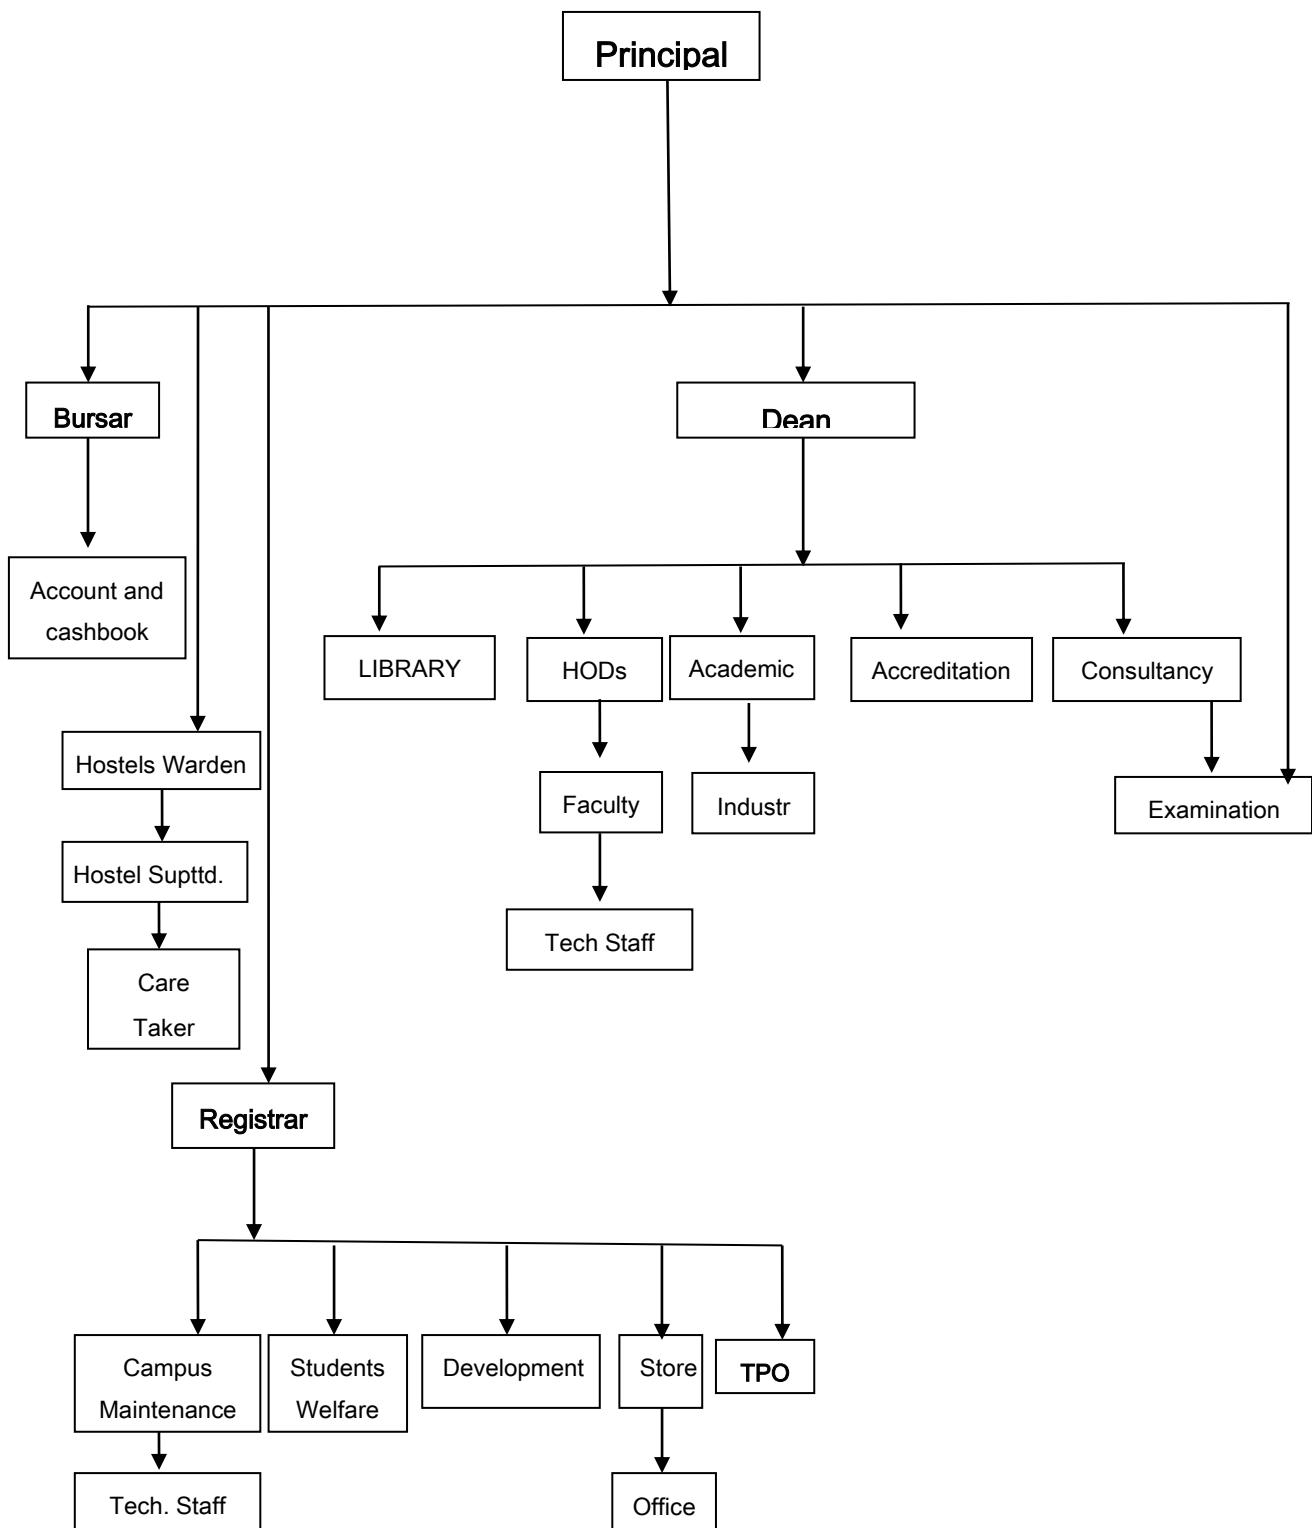 Principal
Bursar
Dean
Account and
cashbook
LIBRARY
HODs
Academic
Accreditation
Consultancy
Hostels Warden
Faculty
Industr
Examination
Hostel Supttd.
Tech Staff
Care
Taker
Registrar
Campus
Maintenance
Students
Welfare
Development
Store
TPO
Tech. Staff
Office